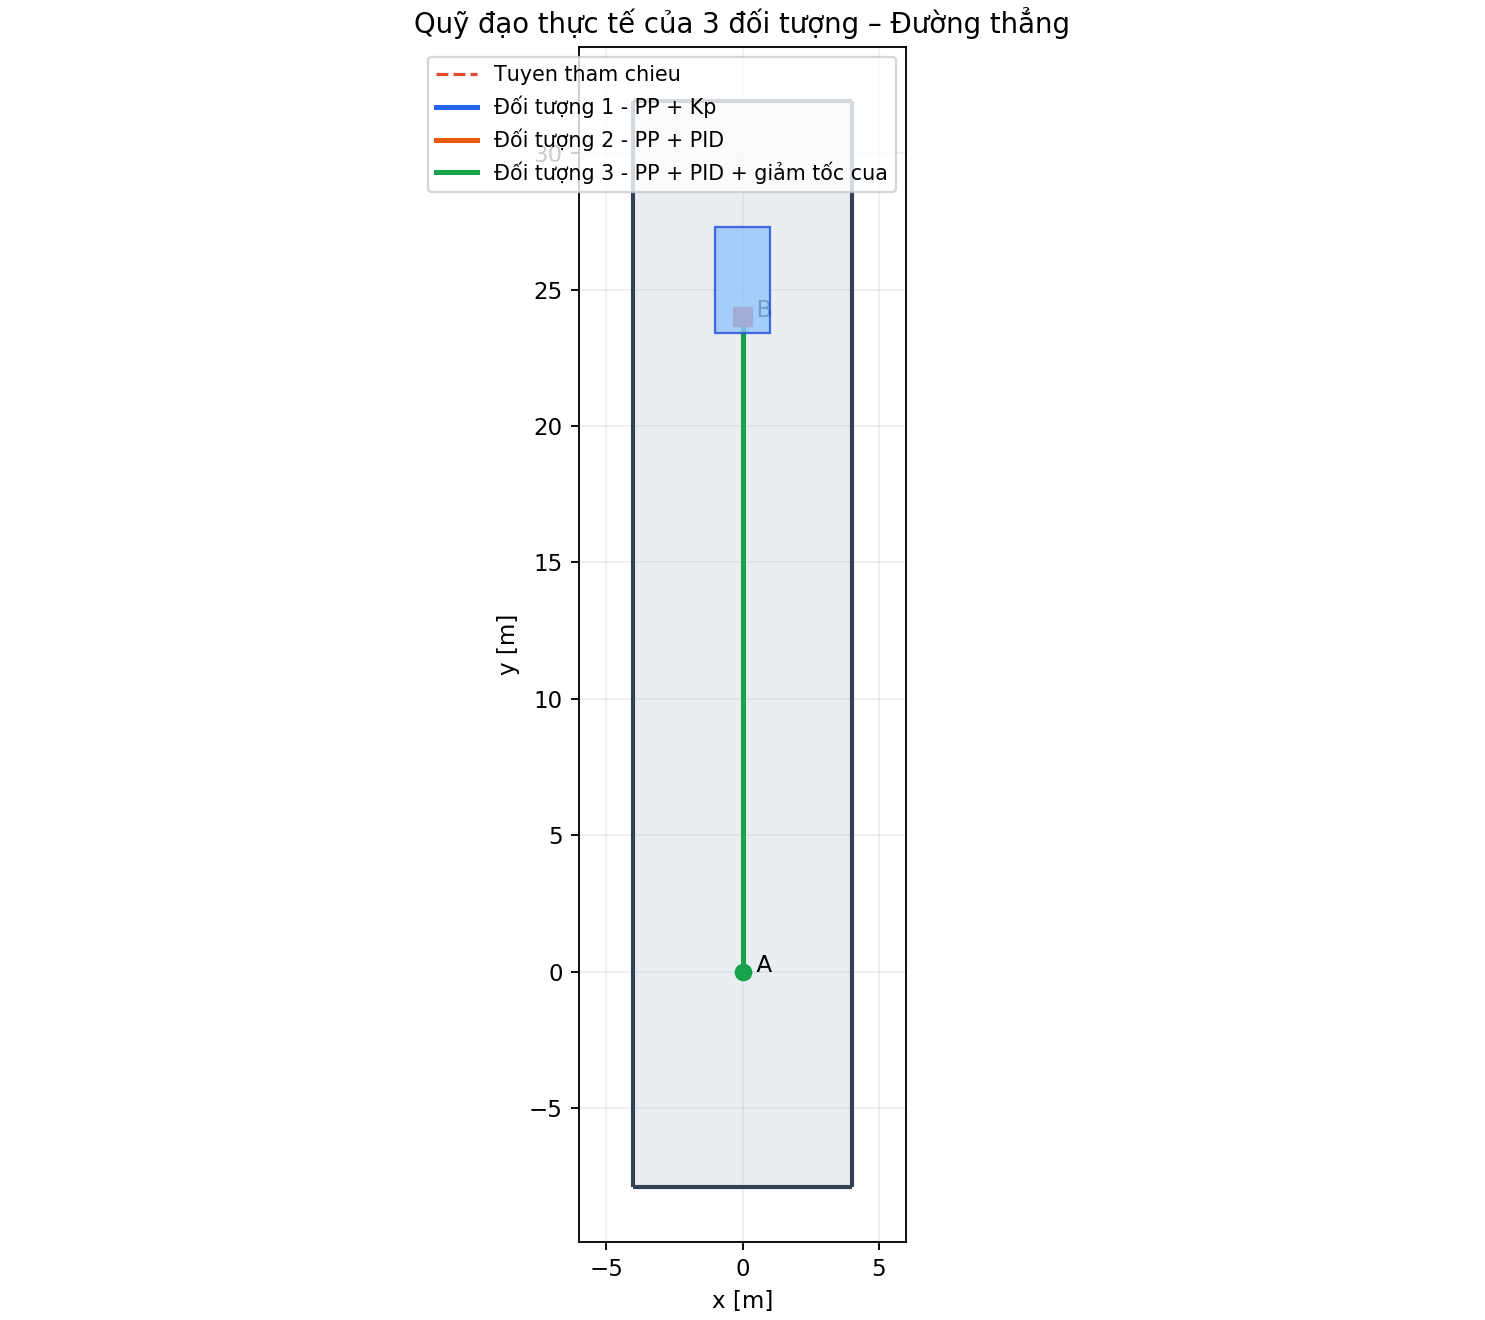 Quỹ đạo thực tế của 3 đối tượng – Đường thẳng
Tuyen tham chieu
Đối tượng 1 - PP + Kp
Đối tượng 2 - PP + PID
Đối tượng 3 - PP + PID + giảm tốc cua
30
25
20
15
10
5
0
−5
y [m]
B
A
−5
0
5
x [m]